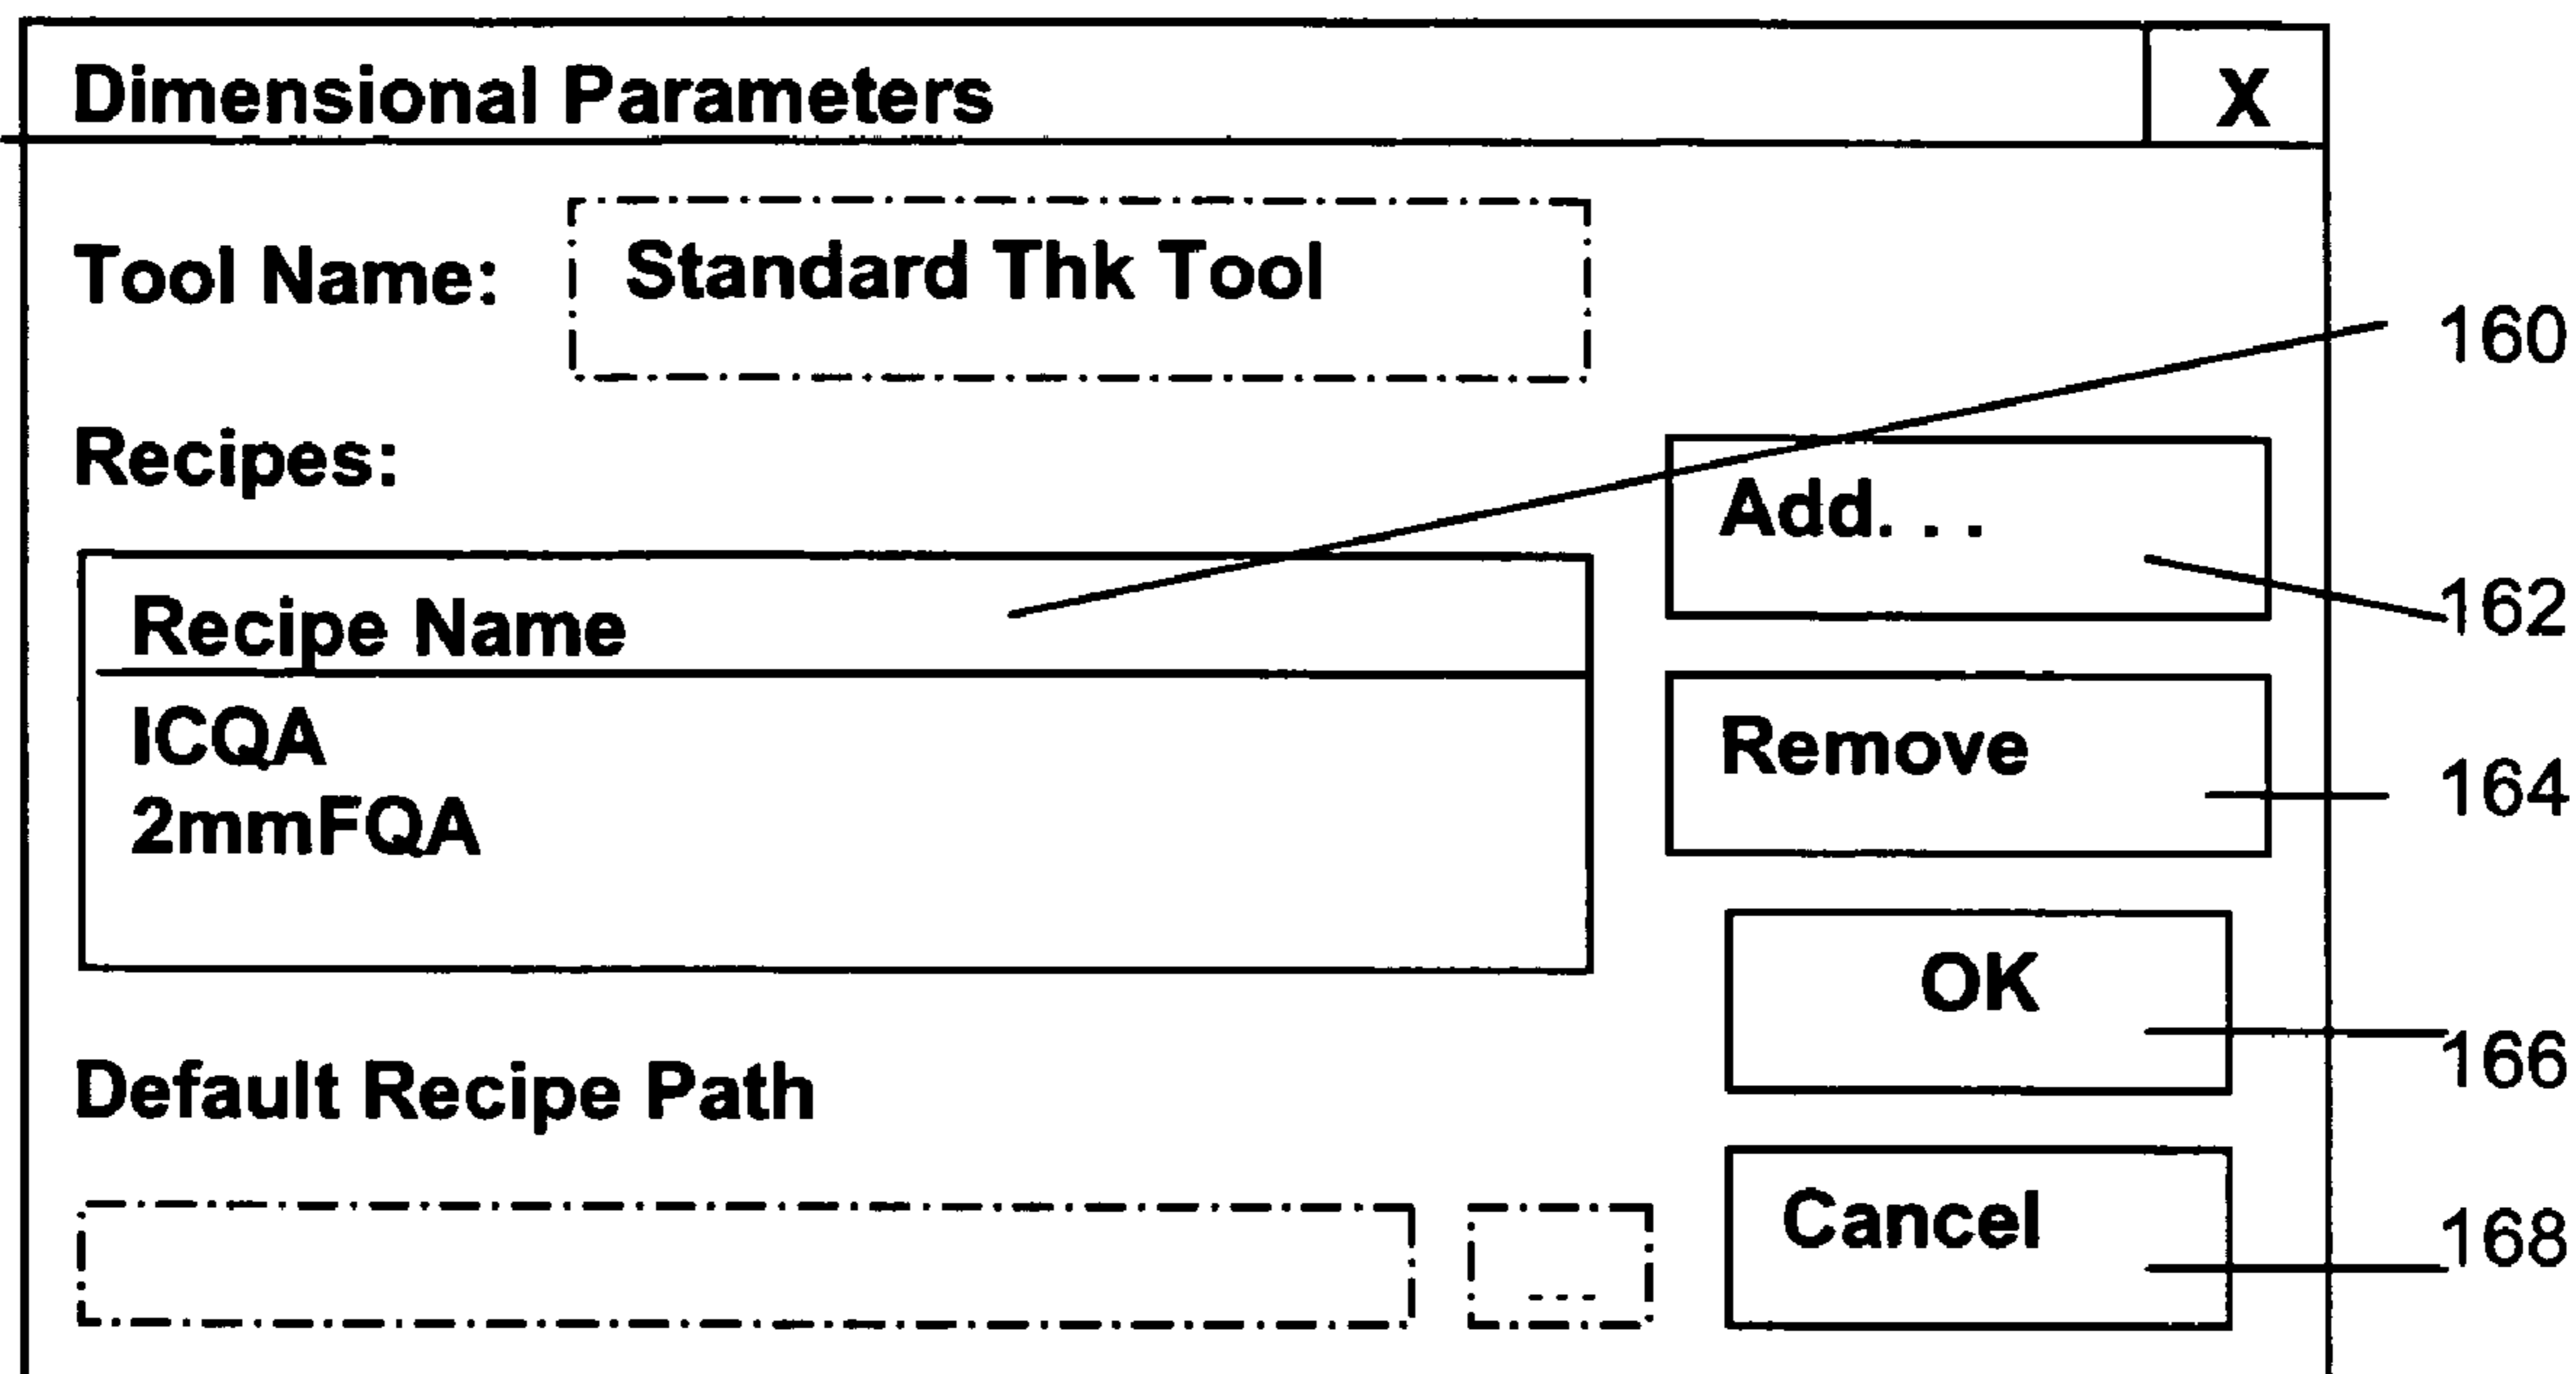 Dimensional Parameters X
Tool Name: Standard Thk Tool
160
Recipes:
Add. . .
162
Recipe Name
ICQA
2mmFQA
Remove
164
OK
166
Default Recipe Path
Cancel
168
...